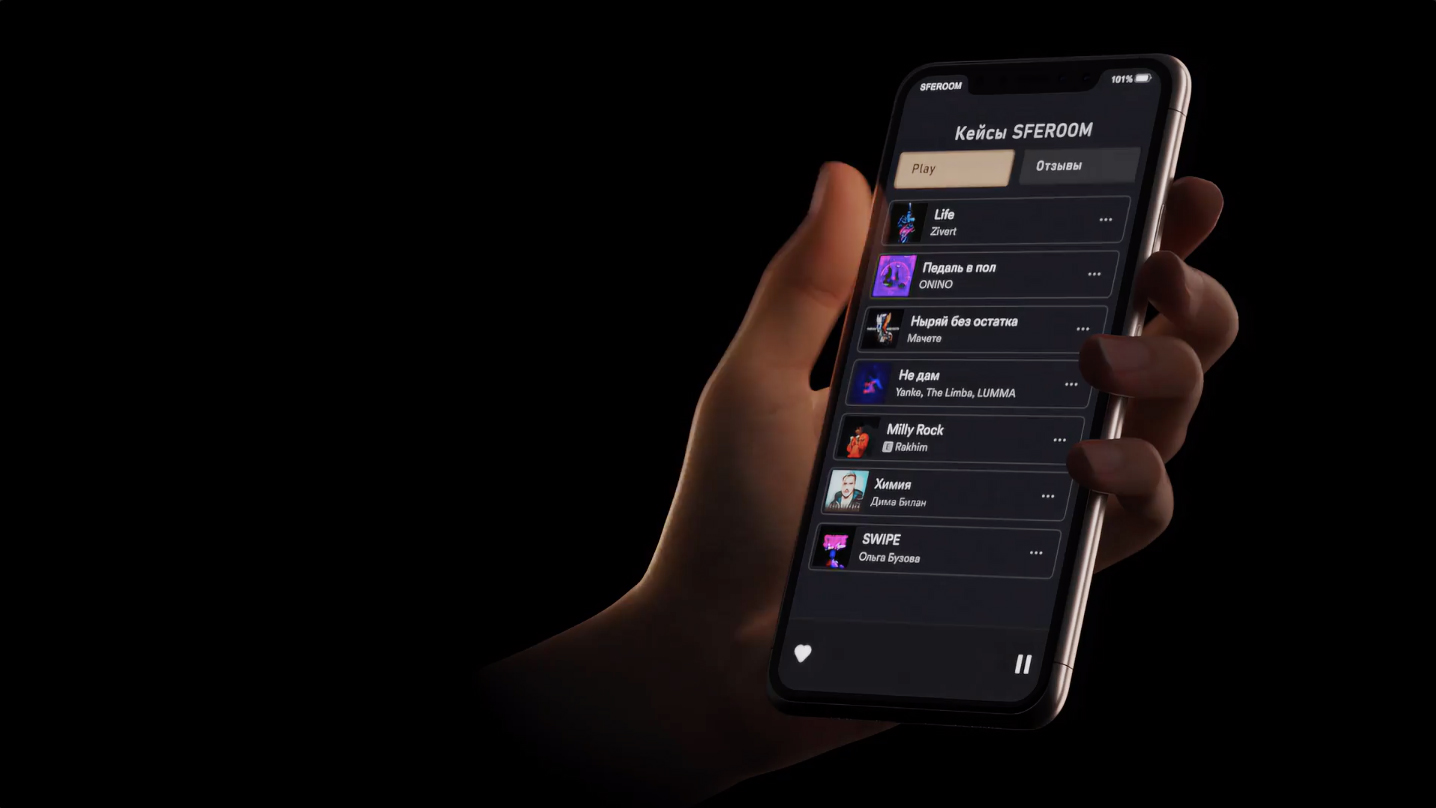 SFEROOM
101%
Кейсы SFEROOM
Play
Отзывы
Life
Zivert
Педаль в пол
ONINO
Ныряй без остатка
Мачете
Не дам
Yanke, The Limba, LUMMA
Milly Rock
E Rakhim
Химия
Дима Билан
SWIPE
Ольга Бузова